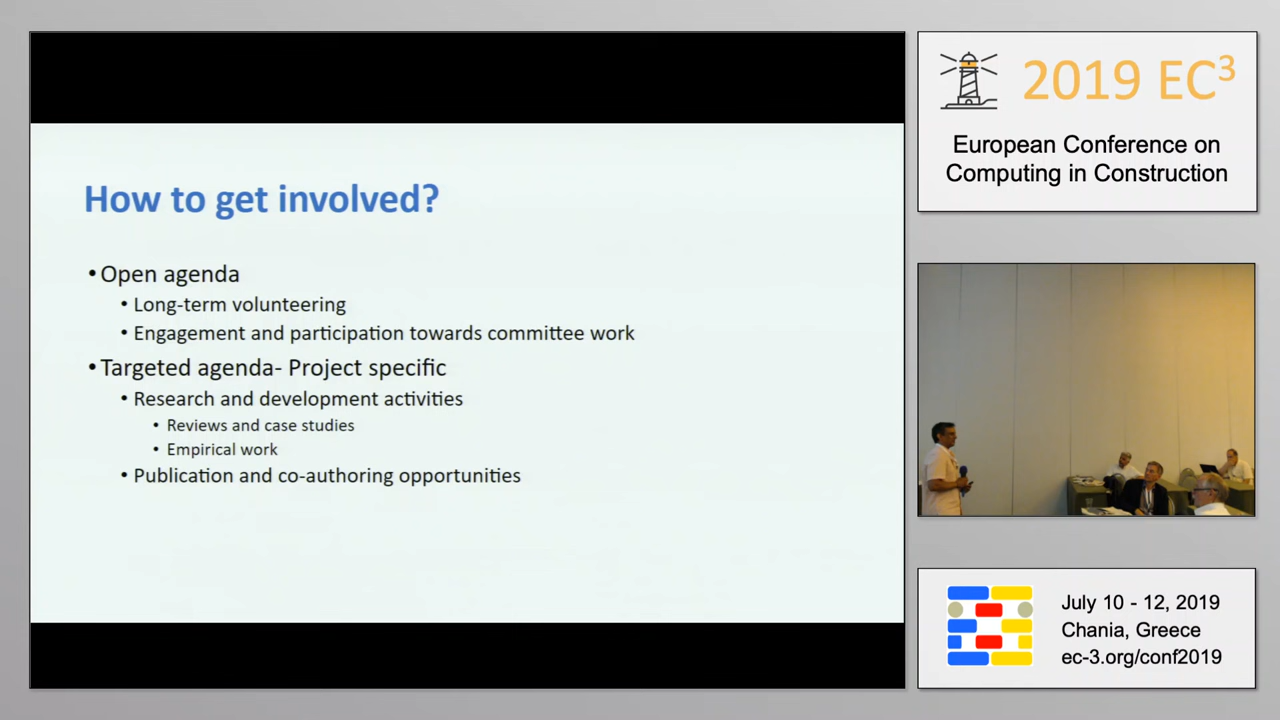 How to get involved?
• Open agenda
• Long-term volunteering
• Engagement and participation towards committee work
• Targeted agenda- Project specific
• Research and development activities
• Reviews and case studies
• Empirical work
• Publication and co-authoring opportunities
2019 EC³
European Conference on
Computing in Construction
July 10 - 12, 2019
Chania, Greece
ec-3.org/conf2019